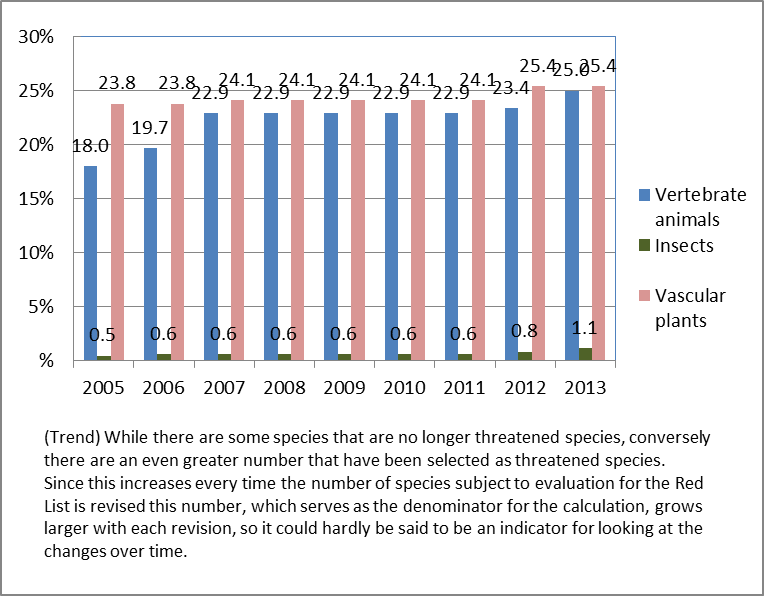 30%
25%
20%
15%
10%
5%
%
18.0
0.5
23.8
19.7
0.6
23.8
22.9
0.6
24.1
22.9
0.6
24.1
22.9
0.6
24.1
22.9
0.6
24.1
22.9
0.6
24.1
23.4
0.8
25.4
25.0
1.1
25.4
2005 2006 2007 2008 2009 2010 2011 2012 2013
Vertebrate
animals
Insects
Vascular
plants
(Trend) While there are some species that are no longer threatened species, conversely
there are an even greater number that have been selected as threatened species.
Since this increases every time the number of species subject to evaluation for the Red
List is revised this number, which serves as the denominator for the calculation, grows
larger with each revision, so it could hardly be said to be an indicator for looking at the
changes over time.